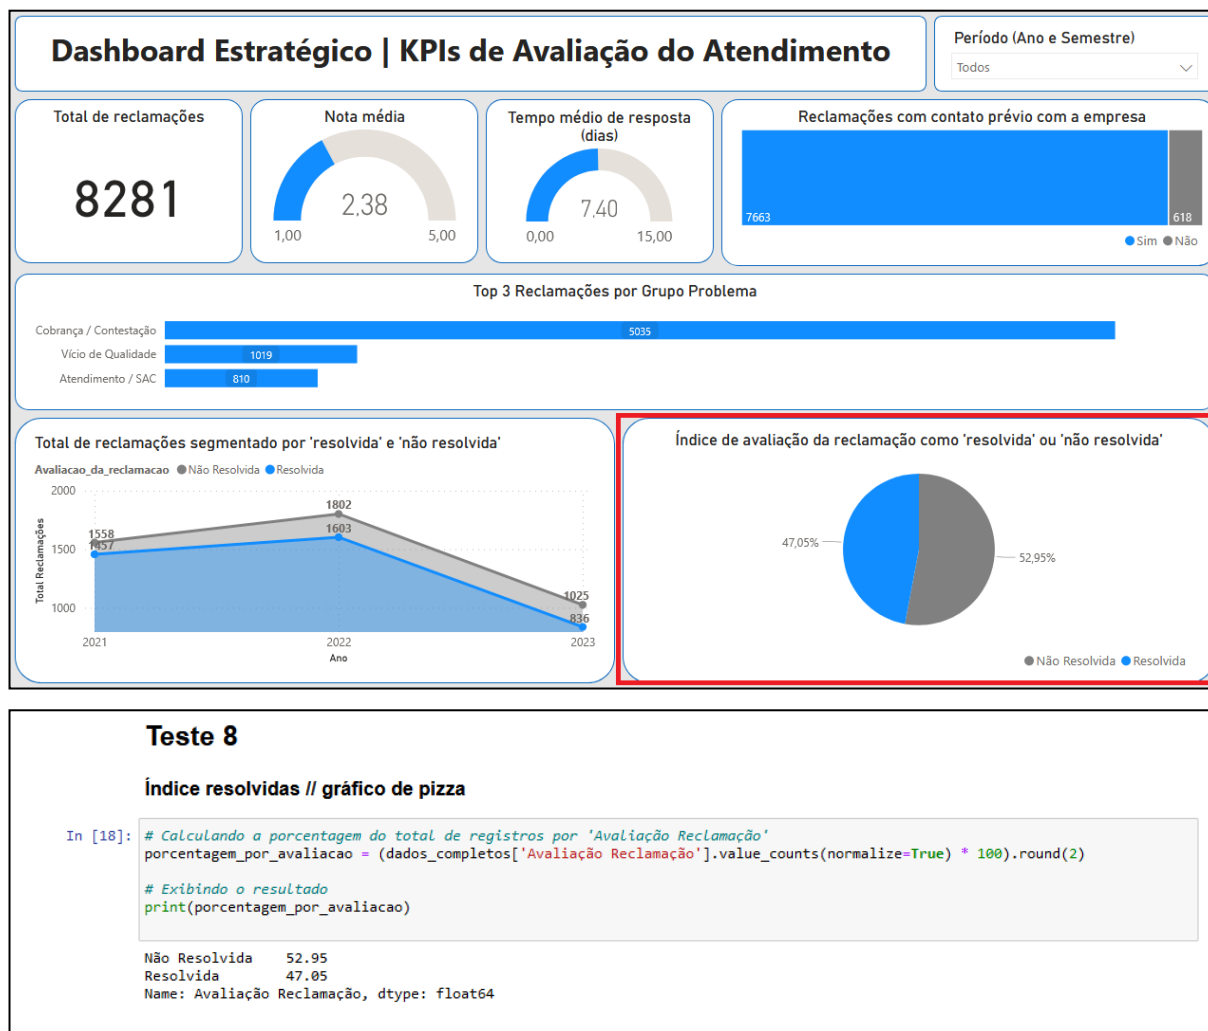 Dashboard Estratégico | KPIs de Avaliação do Atendimento
Período (Ano e Semestre)
Todos
Total de reclamações
8281
Nota média
2,38
1,00
5,00
Tempo médio de resposta
(dias)
7,40
0,00
15,00
Reclamações com contato prévio com a empresa
7663
618
Sim Não
Top 3 Reclamações por Grupo Problema
Cobrança / Contestação
5035
Vício de Qualidade
1019
Atendimento / SAC
810
Total de reclamações segmentado por 'resolvida' e 'não resolvida'
Avaliacao_da_reclamacao Não Resolvida Resolvida
Total Reclamações
2000
1500
1000
1558
1457
1802
1603
1025
836
2021
2022
2023
Ano
Índice de avaliação da reclamação como 'resolvida' ou 'não resolvida'
47,05%
52,95%
Não Resolvida Resolvida
Teste 8
Índice resolvidas // gráfico de pizza
In [18]:
# Calculando a porcentagem do total de registros por 'Avaliação Reclamação'
porcentagem_por_avaliacao = (dados_completos['Avaliação Reclamação'].value_counts(normalize=True) * 100).round(2)
# Exibindo o resultado
print(porcentagem_por_avaliacao)
Não Resolvida    52.95
Resolvida        47.05
Name: Avaliação Reclamação, dtype: float64